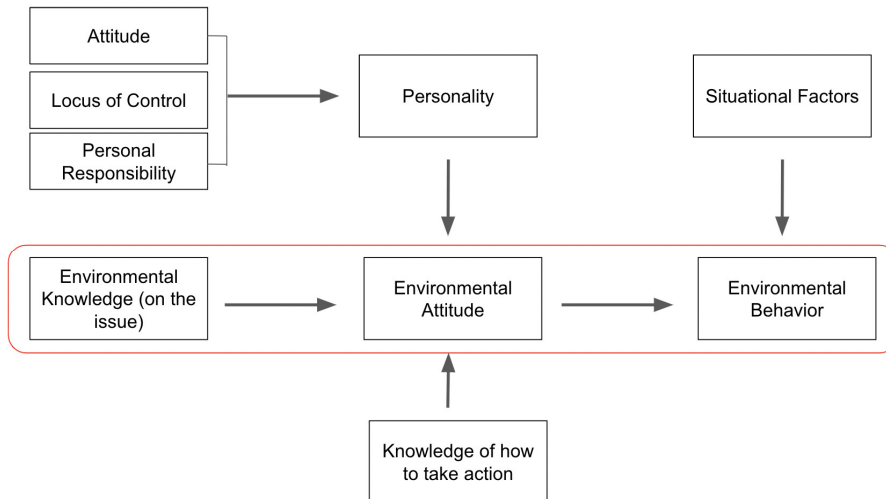 Attitude
Locus of Control
Personal
Responsibility
Personality
Situational Factors
Environmental
Knowledge (on the
issue)
Environmental
Attitude
Environmental
Behavior
Knowledge of how
to take action